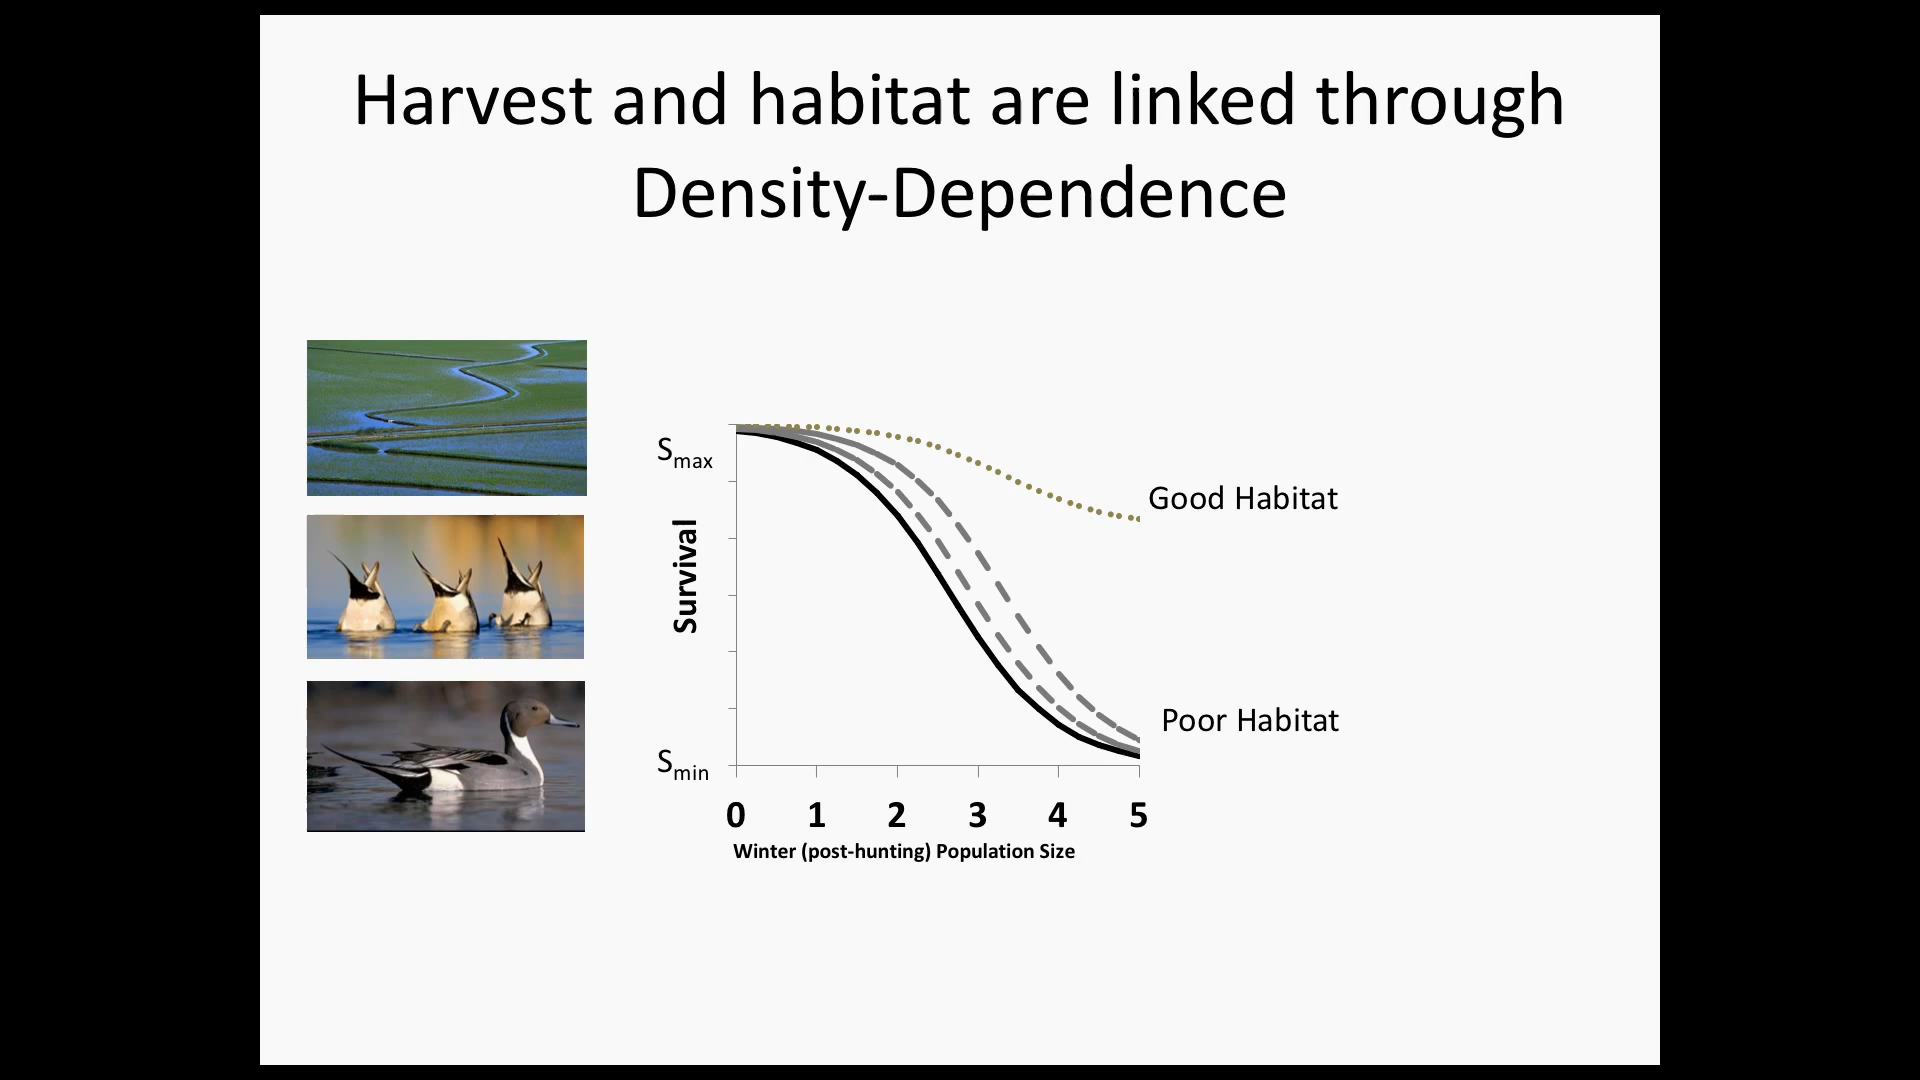 Harvest and habitat are linked through
Density-Dependence
Smax
Good Habitat
Survival
Poor Habitat
Smin
0 1 2 3 4 5
Winter (post-hunting) Population Size